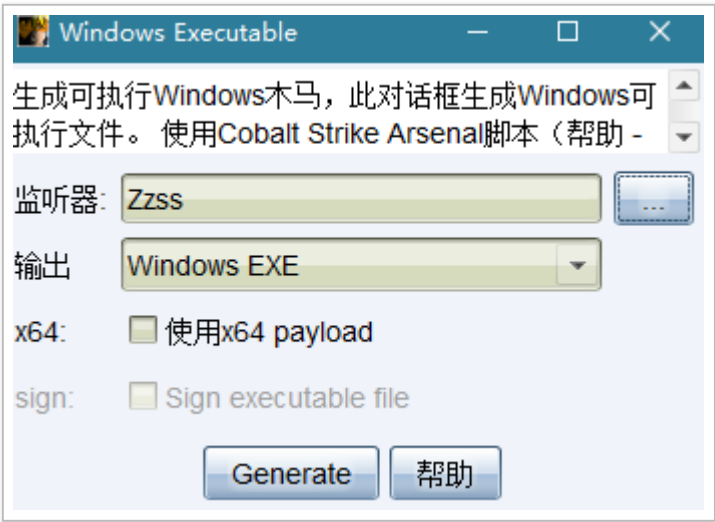 Windows Executable
生成可执行Windows木马，此对话框生成Windows可
执行文件。 使用Cobalt Strike Arsenal脚本（帮助 -
监听器: Zzss ...
输出 Windows EXE
x64: 使用x64 payload
sign: Sign executable file
Generate 帮助